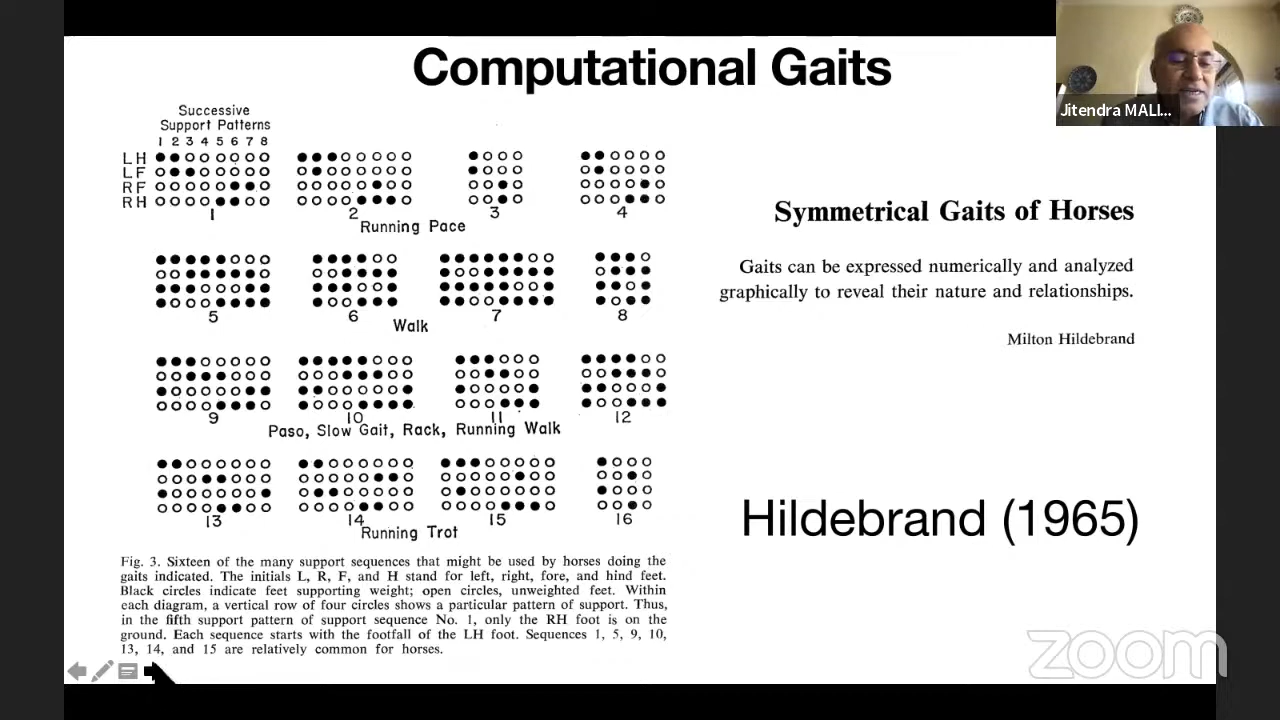 Computational Gaits
Jitendra MALI...
Successive
Support Patterns
1 2 3 4 5 6 7 8
LH
LF
RF
RH
1
2
3
4
Running Pace
5
6
7
8
Walk
9
10
11
12
Paso, Slow Gait, Rack, Running Walk
13
14
15
16
Running Trot
Fig. 3. Sixteen of the many support sequences that might be used by horses doing the
gaits indicated. The initials L, R, F, and H stand for left, right, fore, and hind feet.
Black circles indicate feet supporting weight; open circles, unweighted feet. Within
each diagram, a vertical row of four circles shows a particular pattern of support. Thus,
in the fifth support pattern of support sequence No. 1, only the RH foot is on the
ground. Each sequence starts with the footfall of the LH foot. Sequences 1, 5, 9, 10,
13, 14, and 15 are relatively common for horses.
Symmetrical Gaits of Horses
Gaits can be expressed numerically and analyzed
graphically to reveal their nature and relationships.
Milton Hildebrand
Hildebrand (1965)
zoom